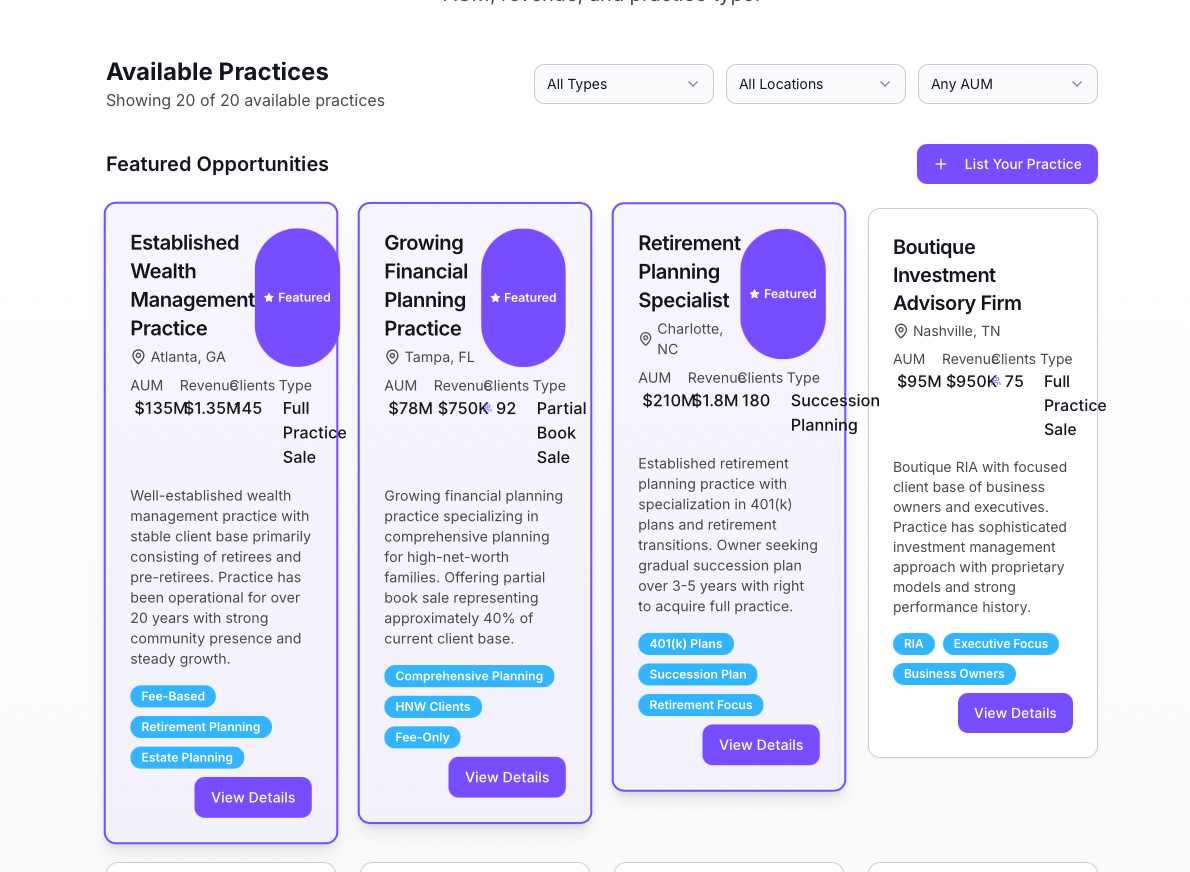 AUM, revenue, and practice type.
Available Practices
Showing 20 of 20 available practices
All Types
All Locations
Any AUM
Featured Opportunities
+ List Your Practice
Established
Wealth
Management
Practice
★ Featured
Atlanta, GA
AUM Revenue Clients Type
$135M $1.35M 145 Full
Practice
Sale
Well-established wealth
management practice with
stable client base primarily
consisting of retirees and
pre-retirees. Practice has
been operational for over
20 years with strong
community presence and
steady growth.
Fee-Based
Retirement Planning
Estate Planning
View Details
Growing
Financial
Planning
Practice
★ Featured
Tampa, FL
AUM Revenue Clients Type
$78M $750K 92 Partial
Book
Sale
Growing financial planning
practice specializing in
comprehensive planning
for high-net-worth
families. Offering partial
book sale representing
approximately 40% of
current client base.
Comprehensive Planning
HNW Clients
Fee-Only
View Details
Retirement
Planning
Specialist
★ Featured
Charlotte,
NC
AUM Revenue Clients Type
$210M $1.8M 180 Succession
Planning
Established retirement
planning practice with
specialization in 401(k)
plans and retirement
transitions. Owner seeking
gradual succession plan
over 3-5 years with right
to acquire full practice.
401(k) Plans
Succession Plan
Retirement Focus
View Details
Boutique
Investment
Advisory Firm
Nashville, TN
AUM Revenue Clients Type
$95M $950K 75 Full
Practice
Sale
Boutique RIA with focused
client base of business
owners and executives.
Practice has sophisticated
investment management
approach with proprietary
models and strong
performance history.
RIA Executive Focus
Business Owners
View Details